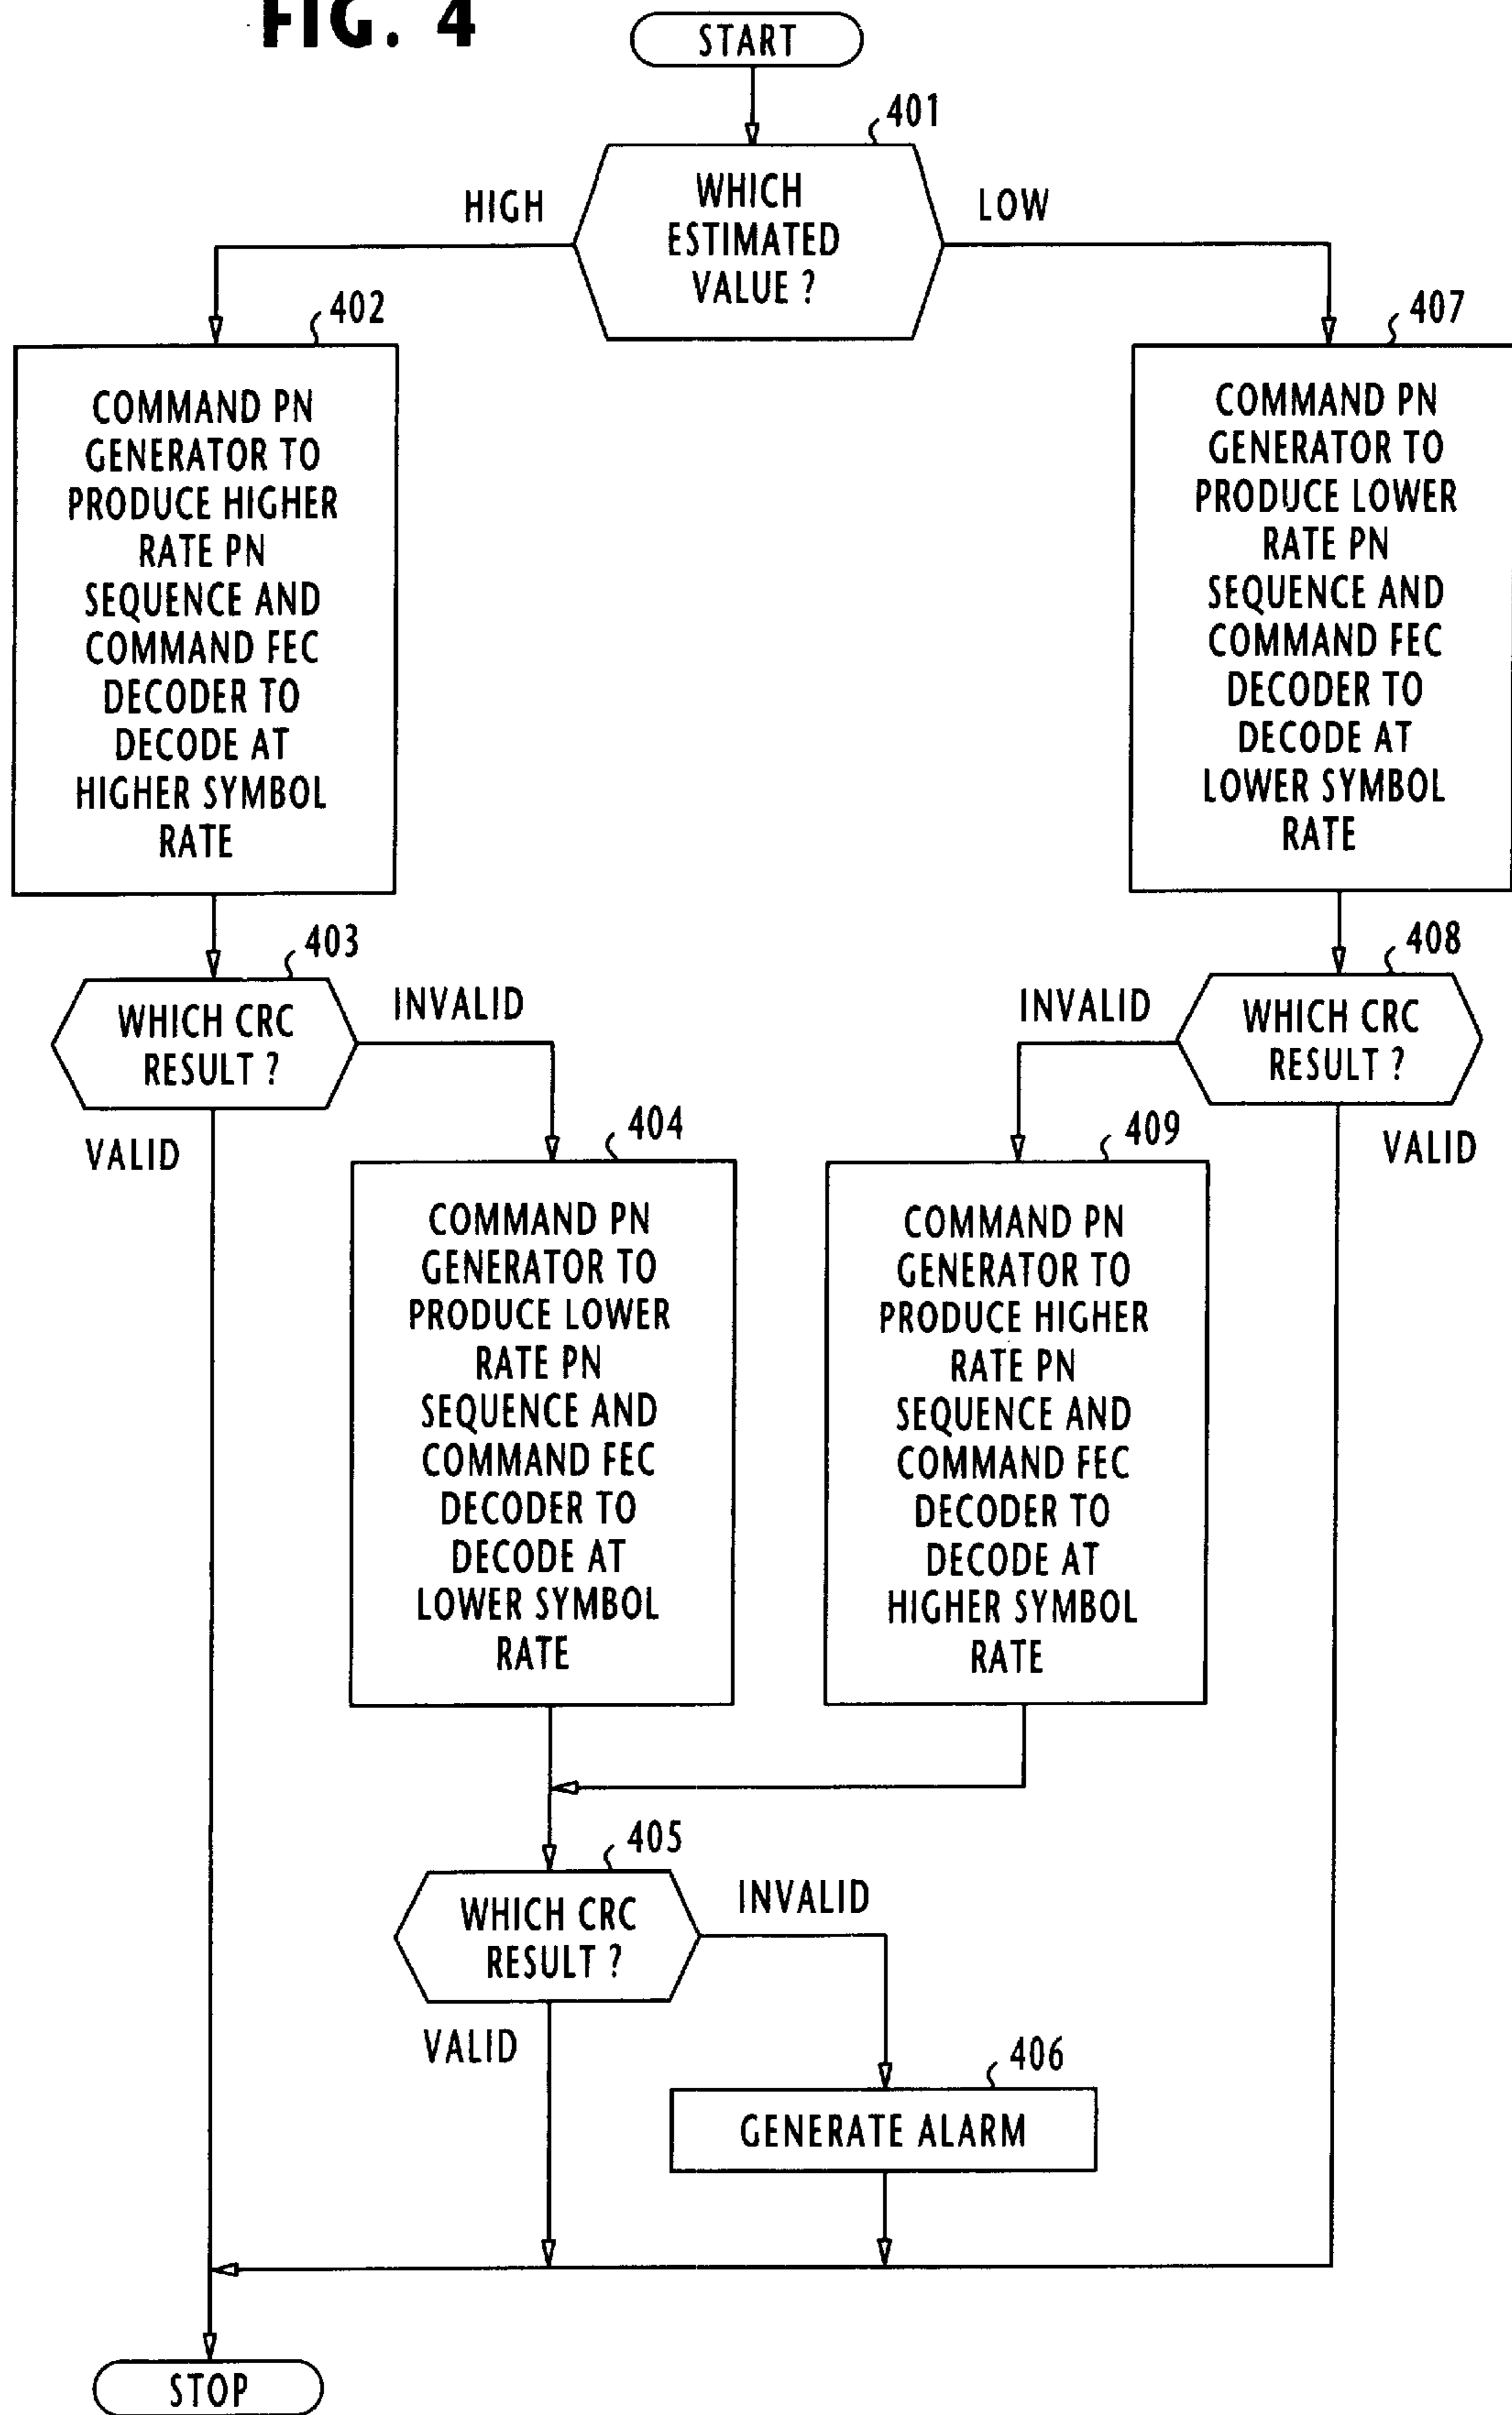 FIG. 4
START
401
WHICH
ESTIMATED
VALUE ?
HIGH
LOW
402
COMMAND PN
GENERATOR TO
PRODUCE HIGHER
RATE PN
SEQUENCE AND
COMMAND FEC
DECODER TO
DECODE AT
HIGHER SYMBOL
RATE
407
COMMAND PN
GENERATOR TO
PRODUCE LOWER
RATE PN
SEQUENCE AND
COMMAND FEC
DECODER TO
DECODE AT
LOWER SYMBOL
RATE
403
WHICH CRC
RESULT ?
INVALID
VALID
408
WHICH CRC
RESULT ?
INVALID
VALID
404
COMMAND PN
GENERATOR TO
PRODUCE LOWER
RATE PN
SEQUENCE AND
COMMAND FEC
DECODER TO
DECODE AT
LOWER SYMBOL
RATE
409
COMMAND PN
GENERATOR TO
PRODUCE HIGHER
RATE PN
SEQUENCE AND
COMMAND FEC
DECODER TO
DECODE AT
HIGHER SYMBOL
RATE
405
WHICH CRC
RESULT ?
INVALID
VALID
406
GENERATE ALARM
STOP